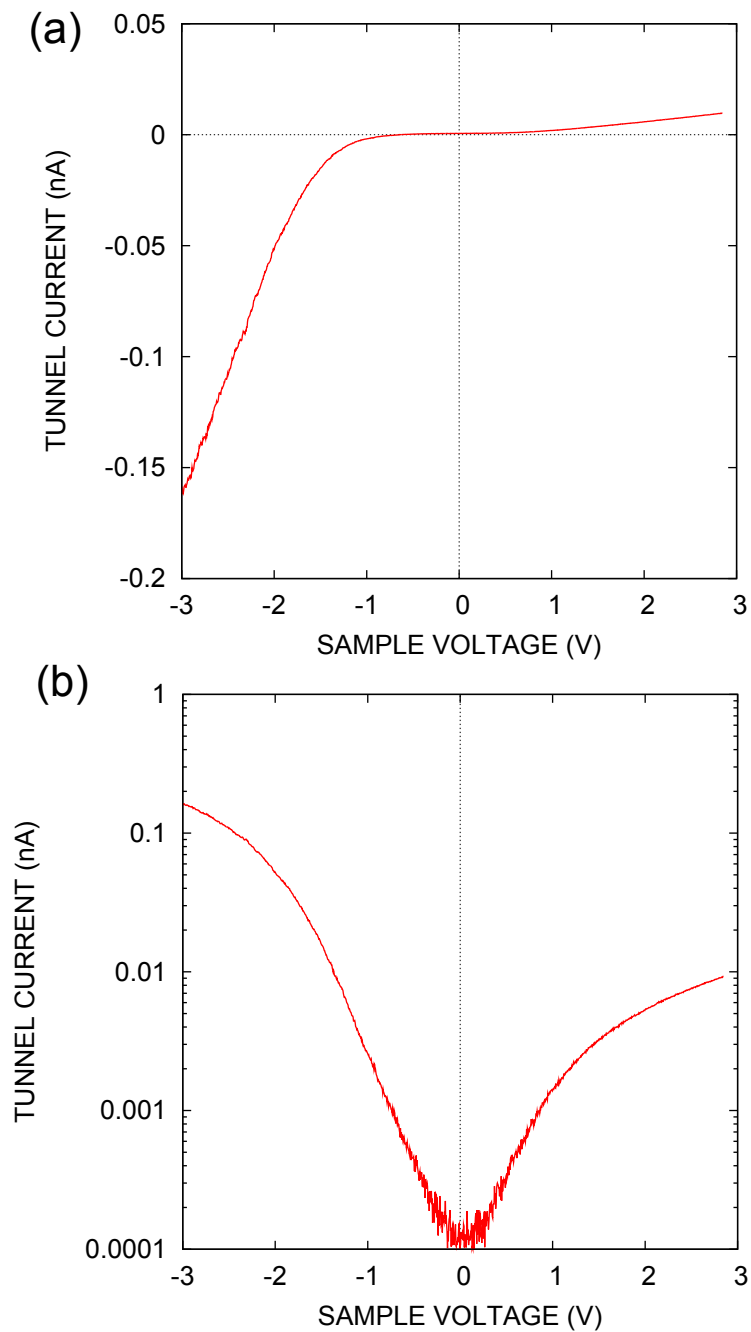 (a)
0.05
0
-0.05
-0.1
-0.15
-0.2
TUNNEL CURRENT (nA)
-3 -2 -1 0 1 2 3
SAMPLE VOLTAGE (V)
(b)
1
0.1
0.01
0.001
0.0001
TUNNEL CURRENT (nA)
-3 -2 -1 0 1 2 3
SAMPLE VOLTAGE (V)